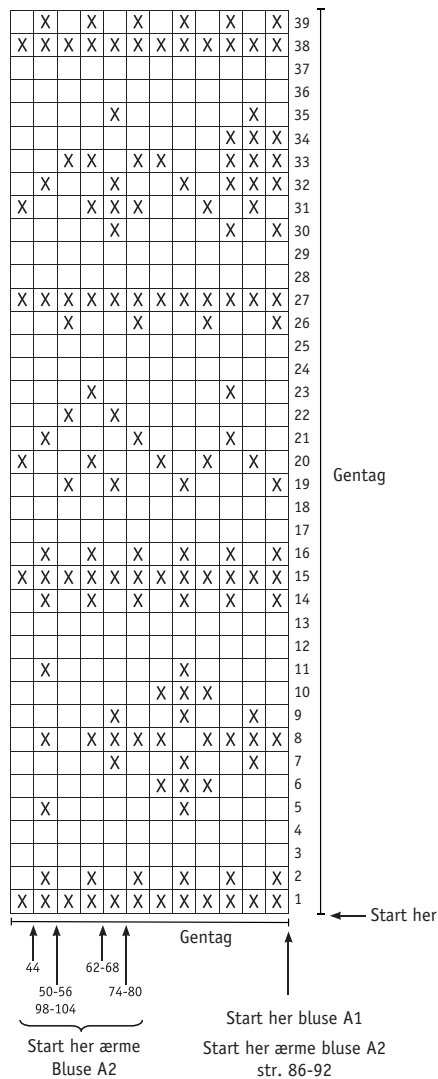 X X X X X X 39
X X X X X X X X X X X X 38
37
36
X X 35
X X X 34
X X X X X X X 33
X X X X X X 32
X X X X X X 31
X X X 30
29
28
X X X X X X X X X X X X 27
X X X X 26
25
24
X X 23
X X 22
X X X 21
X X X X X 20
X X X X 19
18
17
X X X X X X 16
X X X X X X X X X X X X 15
X X X X X X 14
13
12
X X 11
X X X 10
X X X 9
X X X X X X X X X 8
X X X 7
X X X 6
X X 5
4
3
X X X X X X 2
X X X X X X X X X X X X 1
Gentag
Start her
Gentag
44
62-68
50-56
98-104
74-80
Start her ærme
Bluse A2
Start her bluse A1
Start her ærme bluse A2
str. 86-92